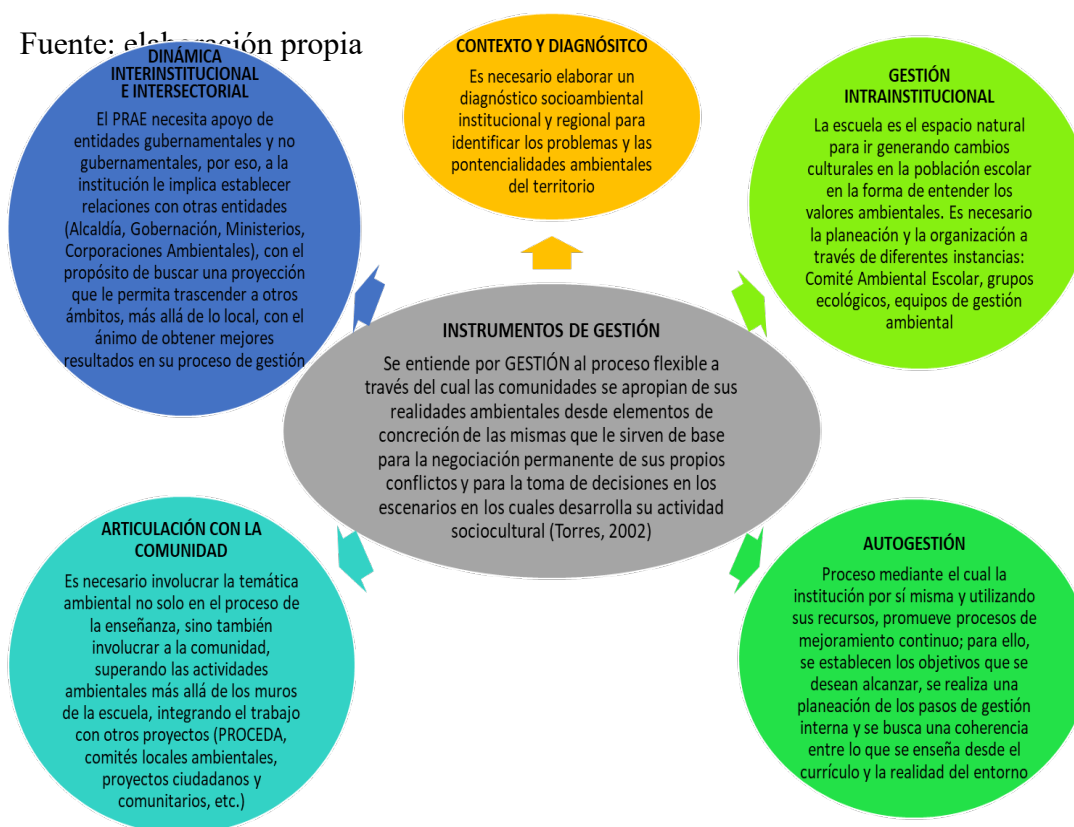 Fuente: elaboración propia
DINÁMICA
INTERINSTITUCIONAL
E INTERSECTORIAL
El PRAE necesita apoyo de
entidades gubernamentales y no
gubernamentales, por eso, a la
institución le implica establecer
relaciones con otras entidades
(Alcaldía, Gobernación, Ministerios,
Corporaciones Ambientales), con el
propósito de buscar una proyección
que le permita trascender a otros
ámbitos, más allá de lo local, con el
ánimo de obtener mejores
resultados en su proceso de gestión
CONTEXTO Y DIAGNÓSITCO
Es necesario elaborar un
diagnóstico socioambiental
institucional y regional para
identificar los problemas y las
pontencialidades ambientales
del territorio
GESTIÓN
INTRAINSTITUCIONAL
La escuela es el espacio natural
para ir generando cambios
culturales en la población escolar
en la forma de entender los
valores ambientales. Es necesario
la planeación y la organización a
través de diferentes instancias:
Comité Ambiental Escolar, grupos
ecológicos, equipos de gestión
ambiental
INSTRUMENTOS DE GESTIÓN
Se entiende por GESTIÓN al proceso flexible a
través del cual las comunidades se apropian de sus
realidades ambientales desde elementos de
concreción de las mismas que le sirven de base
para la negociación permanente de sus propios
conflictos y para la toma de decisiones en los
escenarios en los cuales desarrolla su actividad
sociocultural (Torres, 2002)
ARTICULACIÓN CON LA
COMUNIDAD
Es necesario involucrar la temática
ambiental no solo en el proceso de
la enseñanza, sino también
involucrar a la comunidad,
superando las actividades
ambientales más allá de los muros
de la escuela, integrando el trabajo
con otros proyectos (PROCEDA,
comités locales ambientales,
proyectos ciudadanos y
comunitarios, etc.)
AUTOGESTIÓN
Proceso mediante el cual la
institución por sí misma y utilizando
sus recursos, promueve procesos de
mejoramiento continuo; para ello,
se establecen los objetivos que se
desean alcanzar, se realiza una
planeación de los pasos de gestión
interna y se busca una coherencia
entre lo que se enseña desde el
currículo y la realidad del entorno